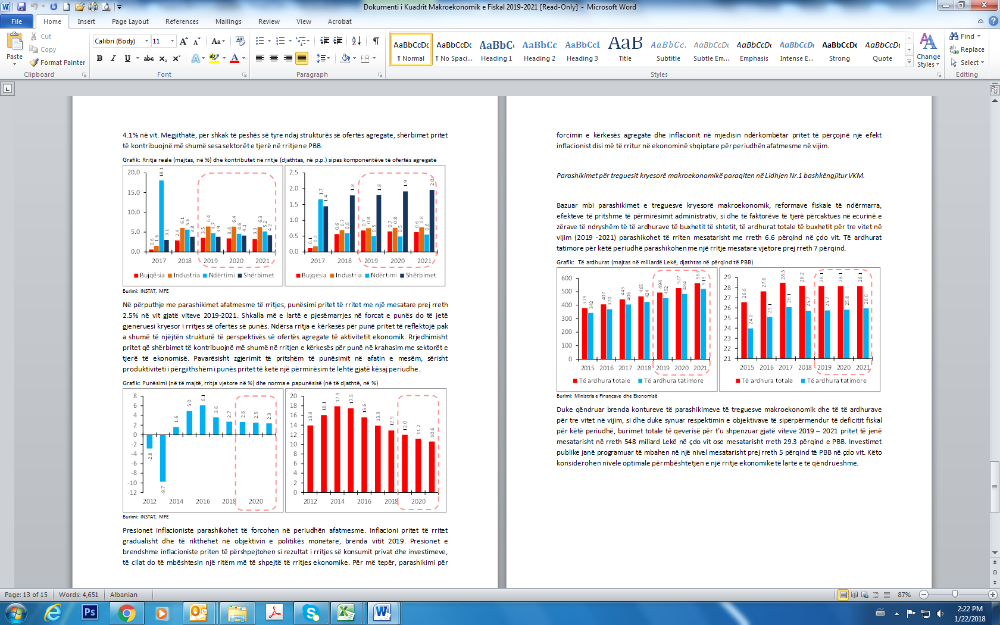 Dokumenti i Kuadrit Makroekonomik e Fiskal 2019-2021 [Read-Only] - Microsoft Word
File Home Insert Page Layout References Mailings Review View Acrobat
Paste Cut Copy Format Painter
Calibri (Body) 11
¶ Normal ¶ No Spaci... Heading 1 Heading 2 Heading 3 Title Subtitle Subtle Em... Emphasis Intense E... Strong Quote
Change Styles
Find Replace Select
Clipboard Font Paragraph Styles Editing
4.1% në vit. Megjithatë, për shkak të peshës së tyre ndaj strukturës së ofertës agregate, shërbimet pritet
të kontribuojnë më shumë sesa sektorët e tjerë në rritjen e PBB.
Grafik: Rritja reale (majtas, në %) dhe kontributet në rritje (djathtas, në p.p.) sipas komponentëve të ofertës agregate
20.0
15.0
10.0
5.0
0.0
0.6 1.6 18.1 3.1
2.9 6.1 5.6 3.8
3.5 6.4 4.7 3.9
3.4 6.4 4.6 4.1
3.3 6.3 5.2 4.2
2017 2018 2019 2020 2021
Bujqësia Industria Ndërtimi Shërbimet
2.5
2.0
1.5
1.0
0.5
0.0
0.1 0.2 1.7 1.4
0.6 0.7 0.6 1.8
0.7 0.8 0.5 1.8
0.7 0.8 0.5 1.9
0.6 0.8 0.6 2.0
2017 2018 2019 2020 2021
Bujqësia Industria Ndërtimi Shërbimet
Burimi: INSTAT, MFE
Në përputhje me parashikimet afatmesme të rritjes, punësimi pritet të rritet me një mesatare prej rreth
2.5% në vit gjatë viteve 2019-2021. Shkalla më e lartë e pjesëmarrjes në forcat e punës do të jetë
gjeneruesi kryesor i rritjes së ofertës së punës. Ndërsa rritja e kërkesës për punë pritet të reflektojë pak
a shumë të njëjtën strukturë të perspektivës së ofertës agregate të aktivitetit ekonomik. Rrjedhimisht
pritet që shërbimet të kontribuojnë më shumë në rritjen e kërkesës për punë në krahasim me sektorët e
tjerë të ekonomisë. Pavarësisht zgjerimit të pritshëm të punësimit në afatin e mesëm, sërish
produktiviteti i përgjithshëm i punës pritet të ketë një përmirësim të lehtë gjatë kësaj periudhe.
Grafik: Punësimi (në të majtë, rritja vjetore në %) dhe norma e papunësisë (në të djathtë, në %)
8
6
4
2
0
-2
-4
-6
-8
-10
-12
-2.8 -9.7 1.6 5.0 6.1 3.6 2.7 2.6 2.5 2.3
2012 2014 2016 2018 2020
20
18
16
14
12
10
8
6
4
2
0
13.9 16.1 17.9 17.5 15.6 13.9 12.9 12.0 11.2 10.6
2012 2014 2016 2018 2020
Burimi: INSTAT, MFE
Presionet inflacioniste parashikohet të forcohen në periudhën afatmesme. Inflacioni pritet të rritet
gradualisht dhe të rikthehet në objektivin e politikës monetare, brenda vitit 2019. Presionet e
brendshme inflacioniste priten të përshpejtohen si rezultat i rritjes së konsumit privat dhe investimeve,
të cilat do të mbështesin një ritëm më të shpejtë të rritjes ekonomike. Për më tepër, parashikimi për
forcimin e kërkesës agregate dhe inflacionit në mjedisin ndërkombëtar pritet të përçojnë një efekt
inflacionist disi më të rritur në ekonominë shqiptare për periudhën afatmesme në vijim.
Parashikimet për treguesit kryesorë makroekonomikë paraqiten në Lidhjen Nr.1 bashkëngjitur VKM.
Bazuar mbi parashikimet e treguesve kryesorë makroekonomik, reformave fiskale të ndërmarra,
efekteve të pritshme të përmirësimit administrativ, si dhe të faktorëve të tjerë përcaktues në ecurinë e
zërave të ndryshëm të të ardhurave të buxhetit të shtetit, të ardhurat totale të buxhetit për tre vitet në
vijim (2019 -2021) parashikohet të rriten mesatarisht me rreth 6.6 përqind në çdo vit. Të ardhurat
tatimore për këtë periudhë parashikohen me një rritje mesatare vjetore prej rreth 7 përqind.
Grafik: Të ardhurat (majtas në miliardë Lekë, djathtas në përqind të PBB)
600
500
400
300
200
100
0
379 342 407 370 443 406 465 424 494 452 527 484 563 519
2015 2016 2017 2018 2019 2020 2021
Të ardhura totale Të ardhura tatimore
29
28
27
26
25
24
23
22
21
26.6 24.0 27.6 25.1 28.5 26.1 28.2 25.7 28.1 25.7 28.1 25.8 28.1 26.0
2015 2016 2017 2018 2019 2020 2021
Të ardhura totale Të ardhura tatimore
Burimi: Ministria e Financave dhe Ekonomisë
Duke qëndruar brenda kontureve të parashikimeve të treguesve makroekonomik dhe të të ardhurave
për tre vitet në vijim, si dhe duke synuar respektimin e objektivave të sipërpërmendur të deficitit fiskal
për këtë periudhë, burimet totale të qeverisë për t'u shpenzuar gjatë viteve 2019 – 2021 pritet të jenë
mesatarisht në rreth 548 miliard Lekë në çdo vit ose mesatarisht rreth 29.3 përqind e PBB. Investimet
publike janë programuar të mbahen në një nivel mesatarisht prej rreth 5 përqind të PBB në çdo vit. Këto
konsiderohen nivele optimale për mbështetjen e një rritje ekonomike të lartë e të qëndrueshme.
Page: 13 of 15 Words: 4,651 Albanian 87%
2:22 PM
1/22/2018